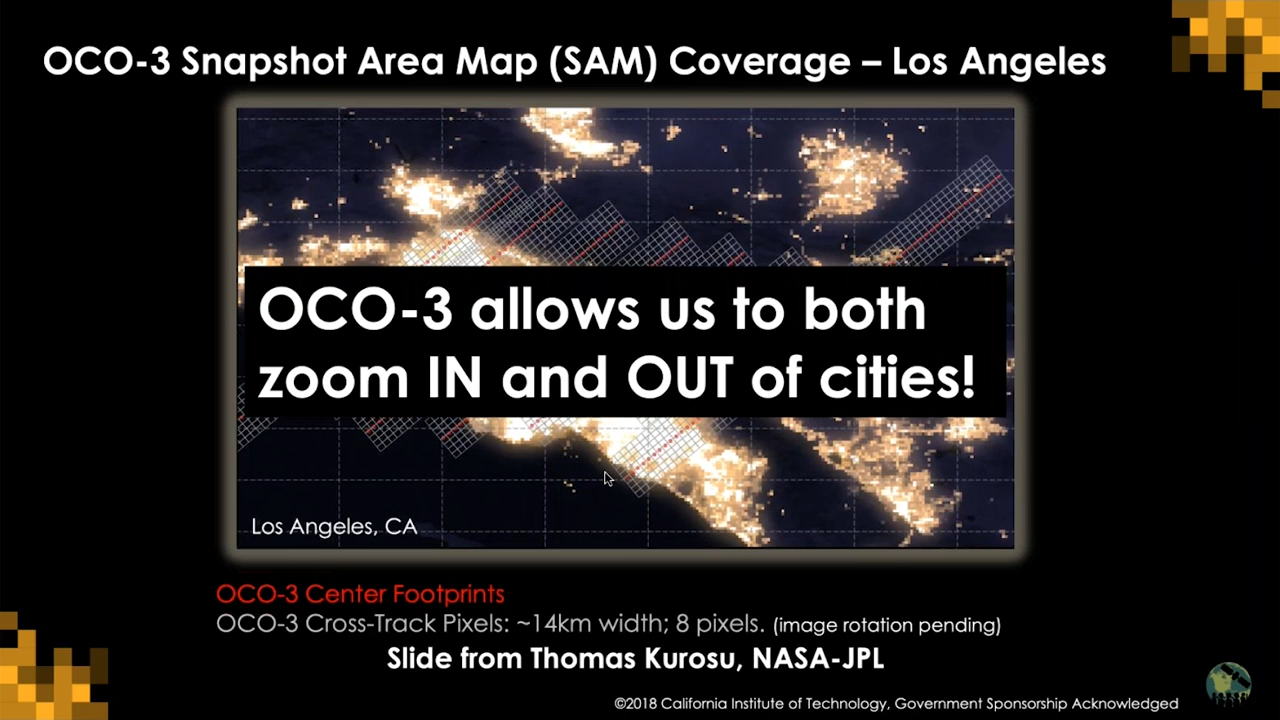 OCO-3 Snapshot Area Map (SAM) Coverage – Los Angeles
OCO-3 allows us to both
zoom IN and OUT of cities!
Los Angeles, CA
OCO-3 Center Footprints
OCO-3 Cross-Track Pixels: ~14km width; 8 pixels. (image rotation pending)
Slide from Thomas Kurosu, NASA-JPL
©2018 California Institute of Technology, Government Sponsorship Acknowledged